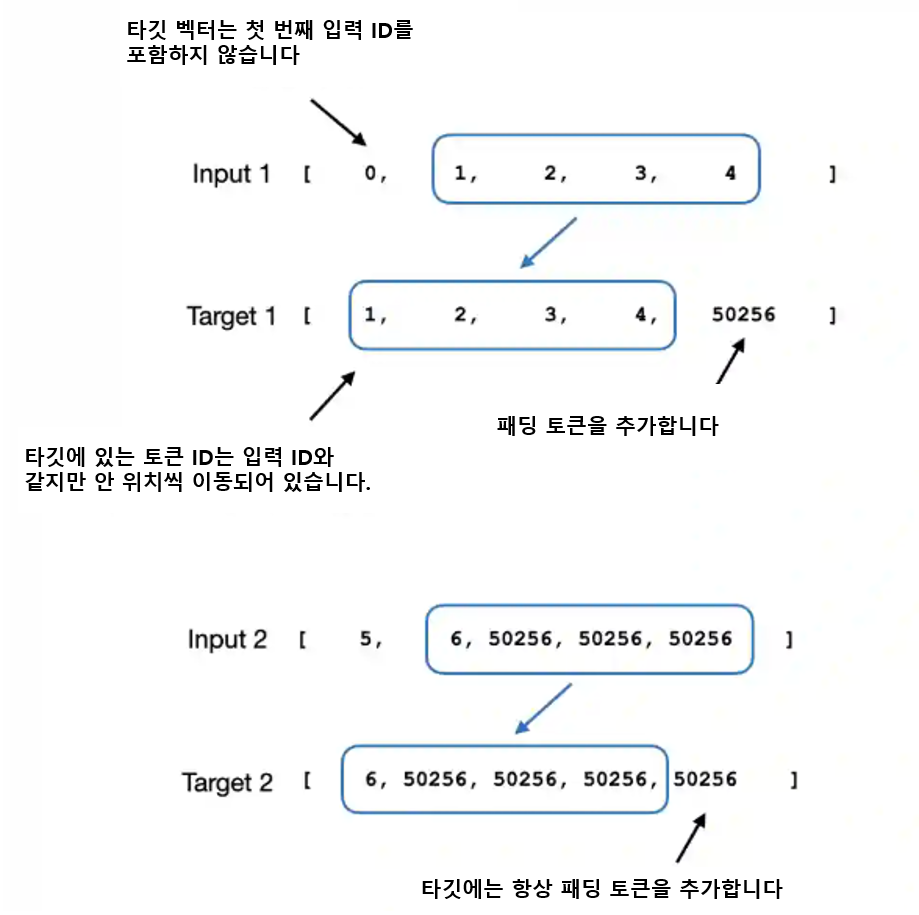 타깃 벡터는 첫 번째 입력 ID를
포함하지 않습니다
Input 1 [ 0, 1, 2, 3, 4 ]
Target 1 [ 1, 2, 3, 4, 50256 ]
패딩 토큰을 추가합니다
타깃에 있는 토큰 ID는 입력 ID와
같지만 안 위치씩 이동되어 있습니다.
Input 2 [ 5, 6, 50256, 50256, 50256 ]
Target 2 [ 6, 50256, 50256, 50256, 50256 ]
타깃에는 항상 패딩 토큰을 추가합니다